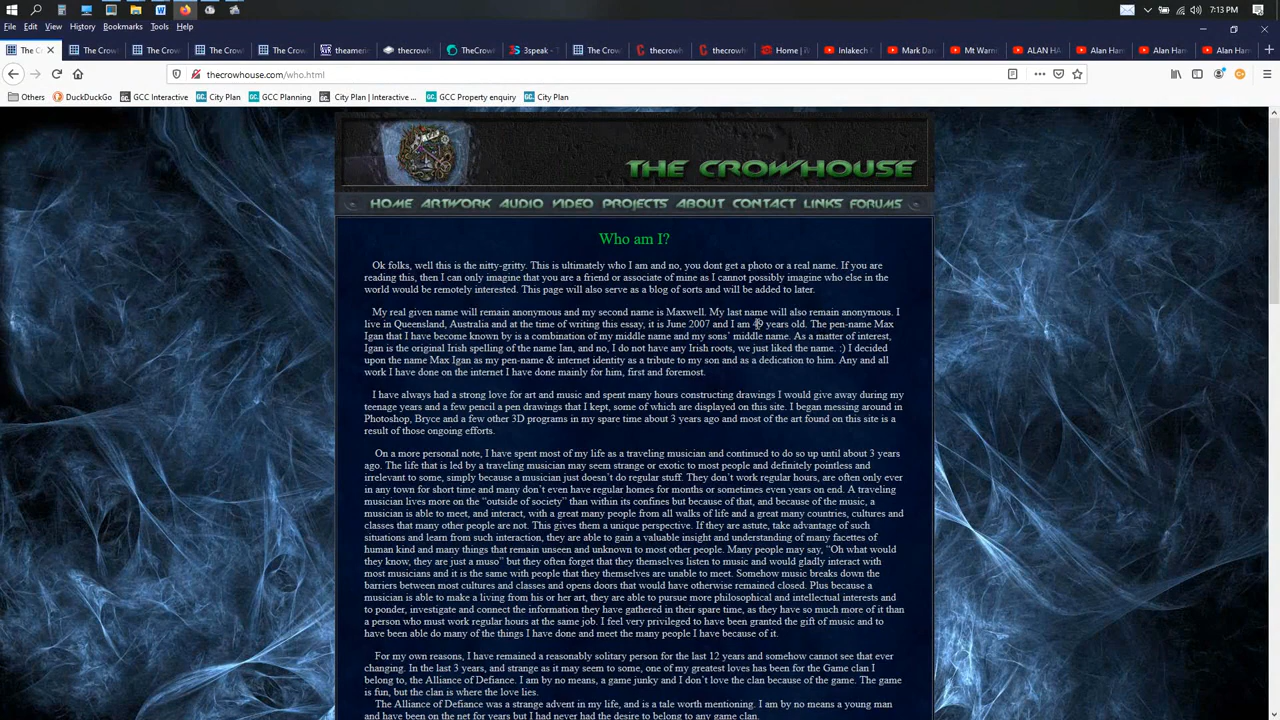 7:13 PM
File Edit View History Bookmarks Tools Help
The C The Crow The Crow The Crow The Crow theameri thecrowh TheCrow 3speak - T The Crow thecrowh thecrowh Home | W Inlakech Mark Dan Mt Warni ALAN HA Alan Ham Alan Ham Alan Ham
thecrowhouse.com/who.html
Others DuckDuckGo GCC Interactive City Plan GCC Planning City Plan | Interactive ... GCC Property enquiry City Plan
THE CROWHOUSE
HOME ARTWORK AUDIO VIDEO PROJECTS ABOUT CONTACT LINKS FORUMS
Who am I?
Ok folks, well this is the nitty-gritty. This is ultimately who I am and no, you dont get a photo or a real name. If you are
reading this, then I can only imagine that you are a friend or associate of mine as I cannot possibly imagine who else in the
world would be remotely interested. This page will also serve as a blog of sorts and will be added to later.
My real given name will remain anonymous and my second name is Maxwell. My last name will also remain anonymous. I
live in Queensland, Australia and at the time of writing this essay, it is June 2007 and I am 49 years old. The pen-name Max
Igan that I have become known by is a combination of my middle name and my sons' middle name. As a matter of interest,
Igan is the original Irish spelling of the name Ian, and no, I do not have any Irish roots, we just liked the name. :) I decided
upon the name Max Igan as my pen-name & internet identity as a tribute to my son and as a dedication to him. Any and all
work I have done on the internet I have done mainly for him, first and foremost.
I have always had a strong love for art and music and spent many hours constructing drawings I would give away during my
teenage years and a few pencil a pen drawings that I kept, some of which are displayed on this site. I began messing around in
Photoshop, Bryce and a few other 3D programs in my spare time about 3 years ago and most of the art found on this site is a
result of those ongoing efforts.
On a more personal note, I have spent most of my life as a traveling musician and continued to do so up until about 3 years
ago. The life that is led by a traveling musician may seem strange or exotic to most people and definitely pointless and
irrelevant to some, simply because a musician just doesn't do regular stuff. They don't work regular hours, are often only ever
in any town for short time and many don't even have regular homes for months or sometimes even years on end. A traveling
musician lives more on the "outside of society" than within its confines but because of that, and because of the music, a
musician is able to meet, and interact, with a great many people from all walks of life and a great many countries, cultures and
classes that many other people are not. This gives them a unique perspective. If they are astute, take advantage of such
situations and learn from such interaction, they are able to gain a valuable insight and understanding of many facettes of
human kind and many things that remain unseen and unknown to most other people. Many people may say, "Oh what would
they know, they are just a muso" but they often forget that they themselves listen to music and would gladly interact with
most musicians and it is the same with people that they themselves are unable to meet. Somehow music breaks down the
barriers between most cultures and classes and opens doors that would have otherwise remained closed. Plus because a
musician is able to make a living from his or her art, they are able to pursue more philosophical and intellectual interests and
to ponder, investigate and connect the information they have gathered in their spare time, as they have so much more of it than
a person who must work regular hours at the same job. I feel very privileged to have been granted the gift of music and to
have been able do many of the things I have done and meet the many people I have because of it.
For my own reasons, I have remained a reasonably solitary person for the last 12 years and somehow cannot see that ever
changing. In the last 3 years, and strange as it may seem to some, one of my greatest loves has been for the Game clan I
belong to, the Alliance of Defiance. I am by no means, a game junky and I don't love the clan because of the game. The game
is fun, but the clan is where the love lies.
The Alliance of Defiance was a strange advent in my life, and is a tale worth mentioning. I am by no means a young man
and have been on the net for years but I had never had the desire to belong to any game clan.